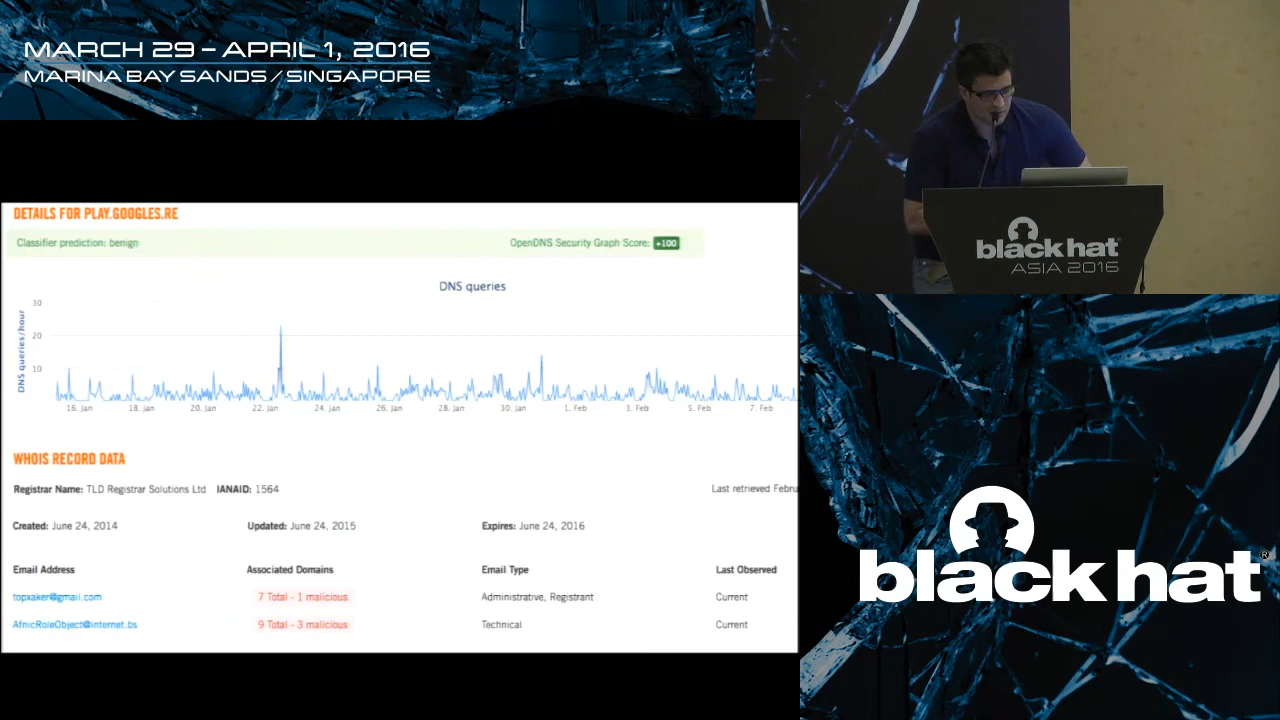 MARCH 29 – APRIL 1, 2016
MARINA BAY SANDS / SINGAPORE
DETAILS FOR PLAY.GOOGLES.RE
Classifier prediction: benign
OpenDNS Security Graph Score: +100
DNS queries
DNS queries/hour
30
20
10
16. Jan 18. Jan 20. Jan 22. Jan 24. Jan 26. Jan 28. Jan 30. Jan 1. Feb 3. Feb 5. Feb 7. Feb
WHOIS RECORD DATA
Registrar Name: TLD Registrar Solutions Ltd IANAID: 1564
Last retrieved Febru
Created: June 24, 2014 Updated: June 24, 2015 Expires: June 24, 2016
Email Address Associated Domains Email Type Last Observed
topxaker@gmail.com 7 Total - 1 malicious Administrative, Registrant Current
AfnicRoleObject@internet.bs 9 Total - 3 malicious Technical Current
black hat
ASIA 2016
black hat®